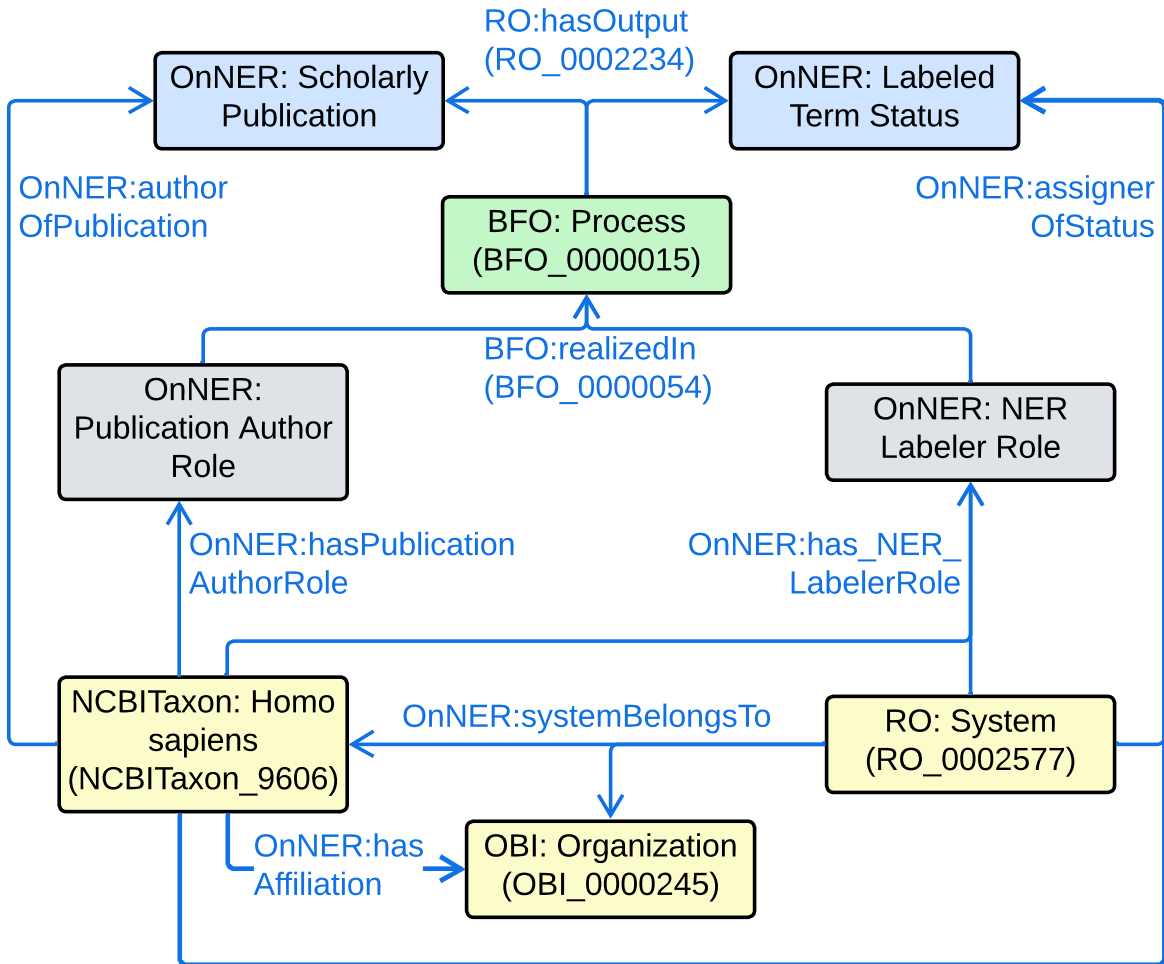 RO:hasOutput
(RO_0002234)
OnNER: Scholarly
Publication
OnNER: Labeled
Term Status
OnNER:author
OfPublication
OnNER:assigner
OfStatus
BFO: Process
(BFO_0000015)
BFO:realizedIn
(BFO_0000054)
OnNER:
Publication Author
Role
OnNER: NER
Labeler Role
OnNER:hasPublication
AuthorRole
OnNER:has_NER_
LabelerRole
NCBITaxon: Homo
sapiens
(NCBITaxon_9606)
OnNER:systemBelongsTo
RO: System
(RO_0002577)
OnNER:has
Affiliation
OBI: Organization
(OBI_0000245)